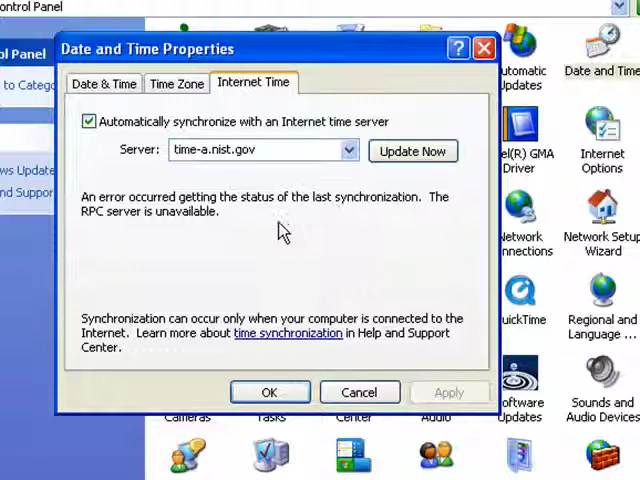 ontrol Panel
ol Panel
to Categ
ws Update
nd Suppor
Date and Time Properties
Date & Time
Time Zone
Internet Time
Automatically synchronize with an Internet time server
Server:
time-a.nist.gov
Update Now
An error occurred getting the status of the last synchronization. The
RPC server is unavailable.
Synchronization can occur only when your computer is connected to the
Internet. Learn more about time synchronization in Help and Support
Center.
OK
Cancel
Apply
utomatic
Updates
Date and Time
el(R) GMA
Driver
Internet
Options
Network
nnections
Network Setup
Wizard
uickTime
Regional and
Language ...
Cameras
Tasks
Center
Audio
oftware
Updates
Sounds and
Audio Devices